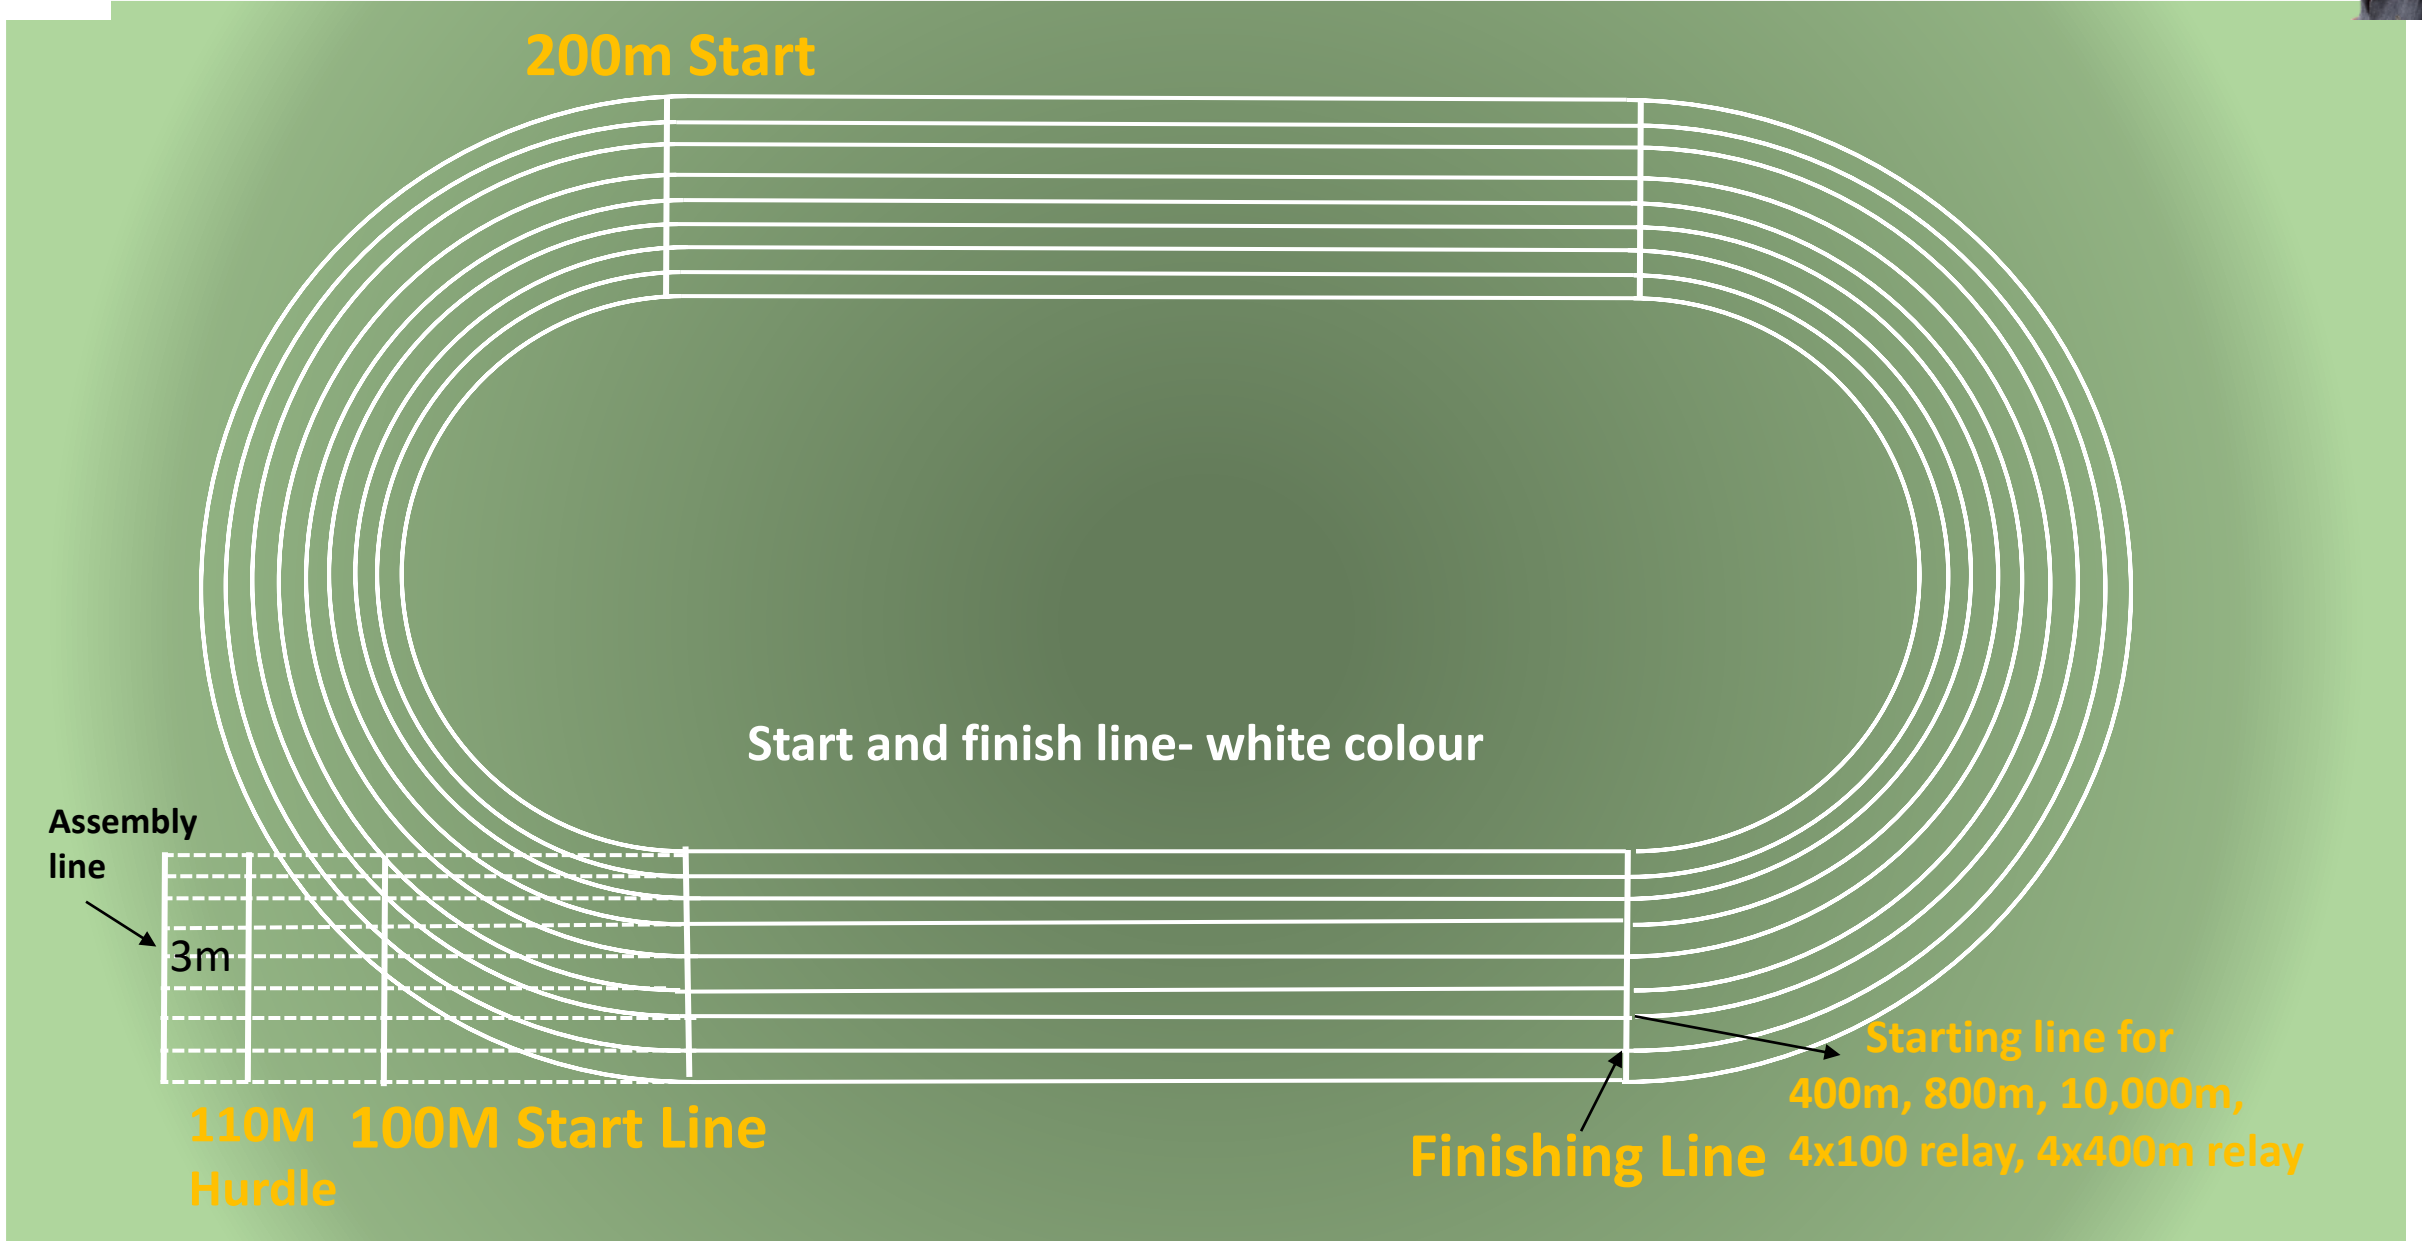 200m Start
Start and finish line- white colour
Assembly
line
3m
110M
Hurdle
100M Start Line
Finishing Line
Starting line for
400m, 800m, 10,000m,
4x100 relay, 4x400m relay